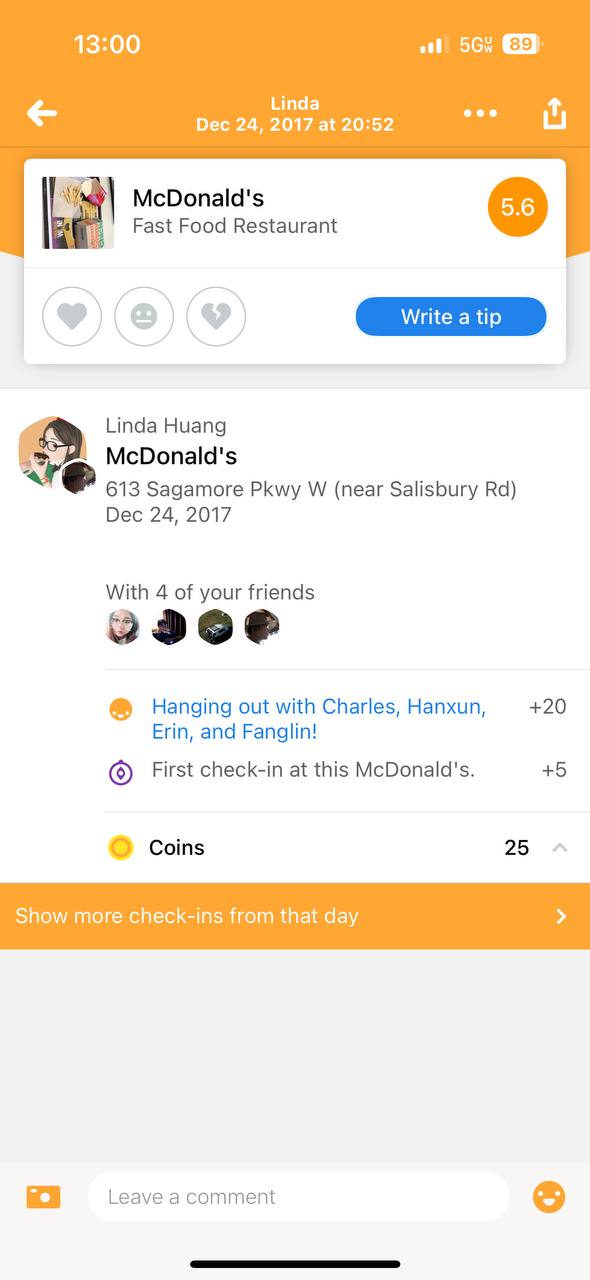 13:00
5GUW 89
Linda
Dec 24, 2017 at 20:52
McDonald's
Fast Food Restaurant
5.6
Write a tip
Linda Huang
McDonald's
613 Sagamore Pkwy W (near Salisbury Rd)
Dec 24, 2017
With 4 of your friends
Hanging out with Charles, Hanxun, +20
Erin, and Fanglin!
First check-in at this McDonald's. +5
Coins 25
Show more check-ins from that day
Leave a comment